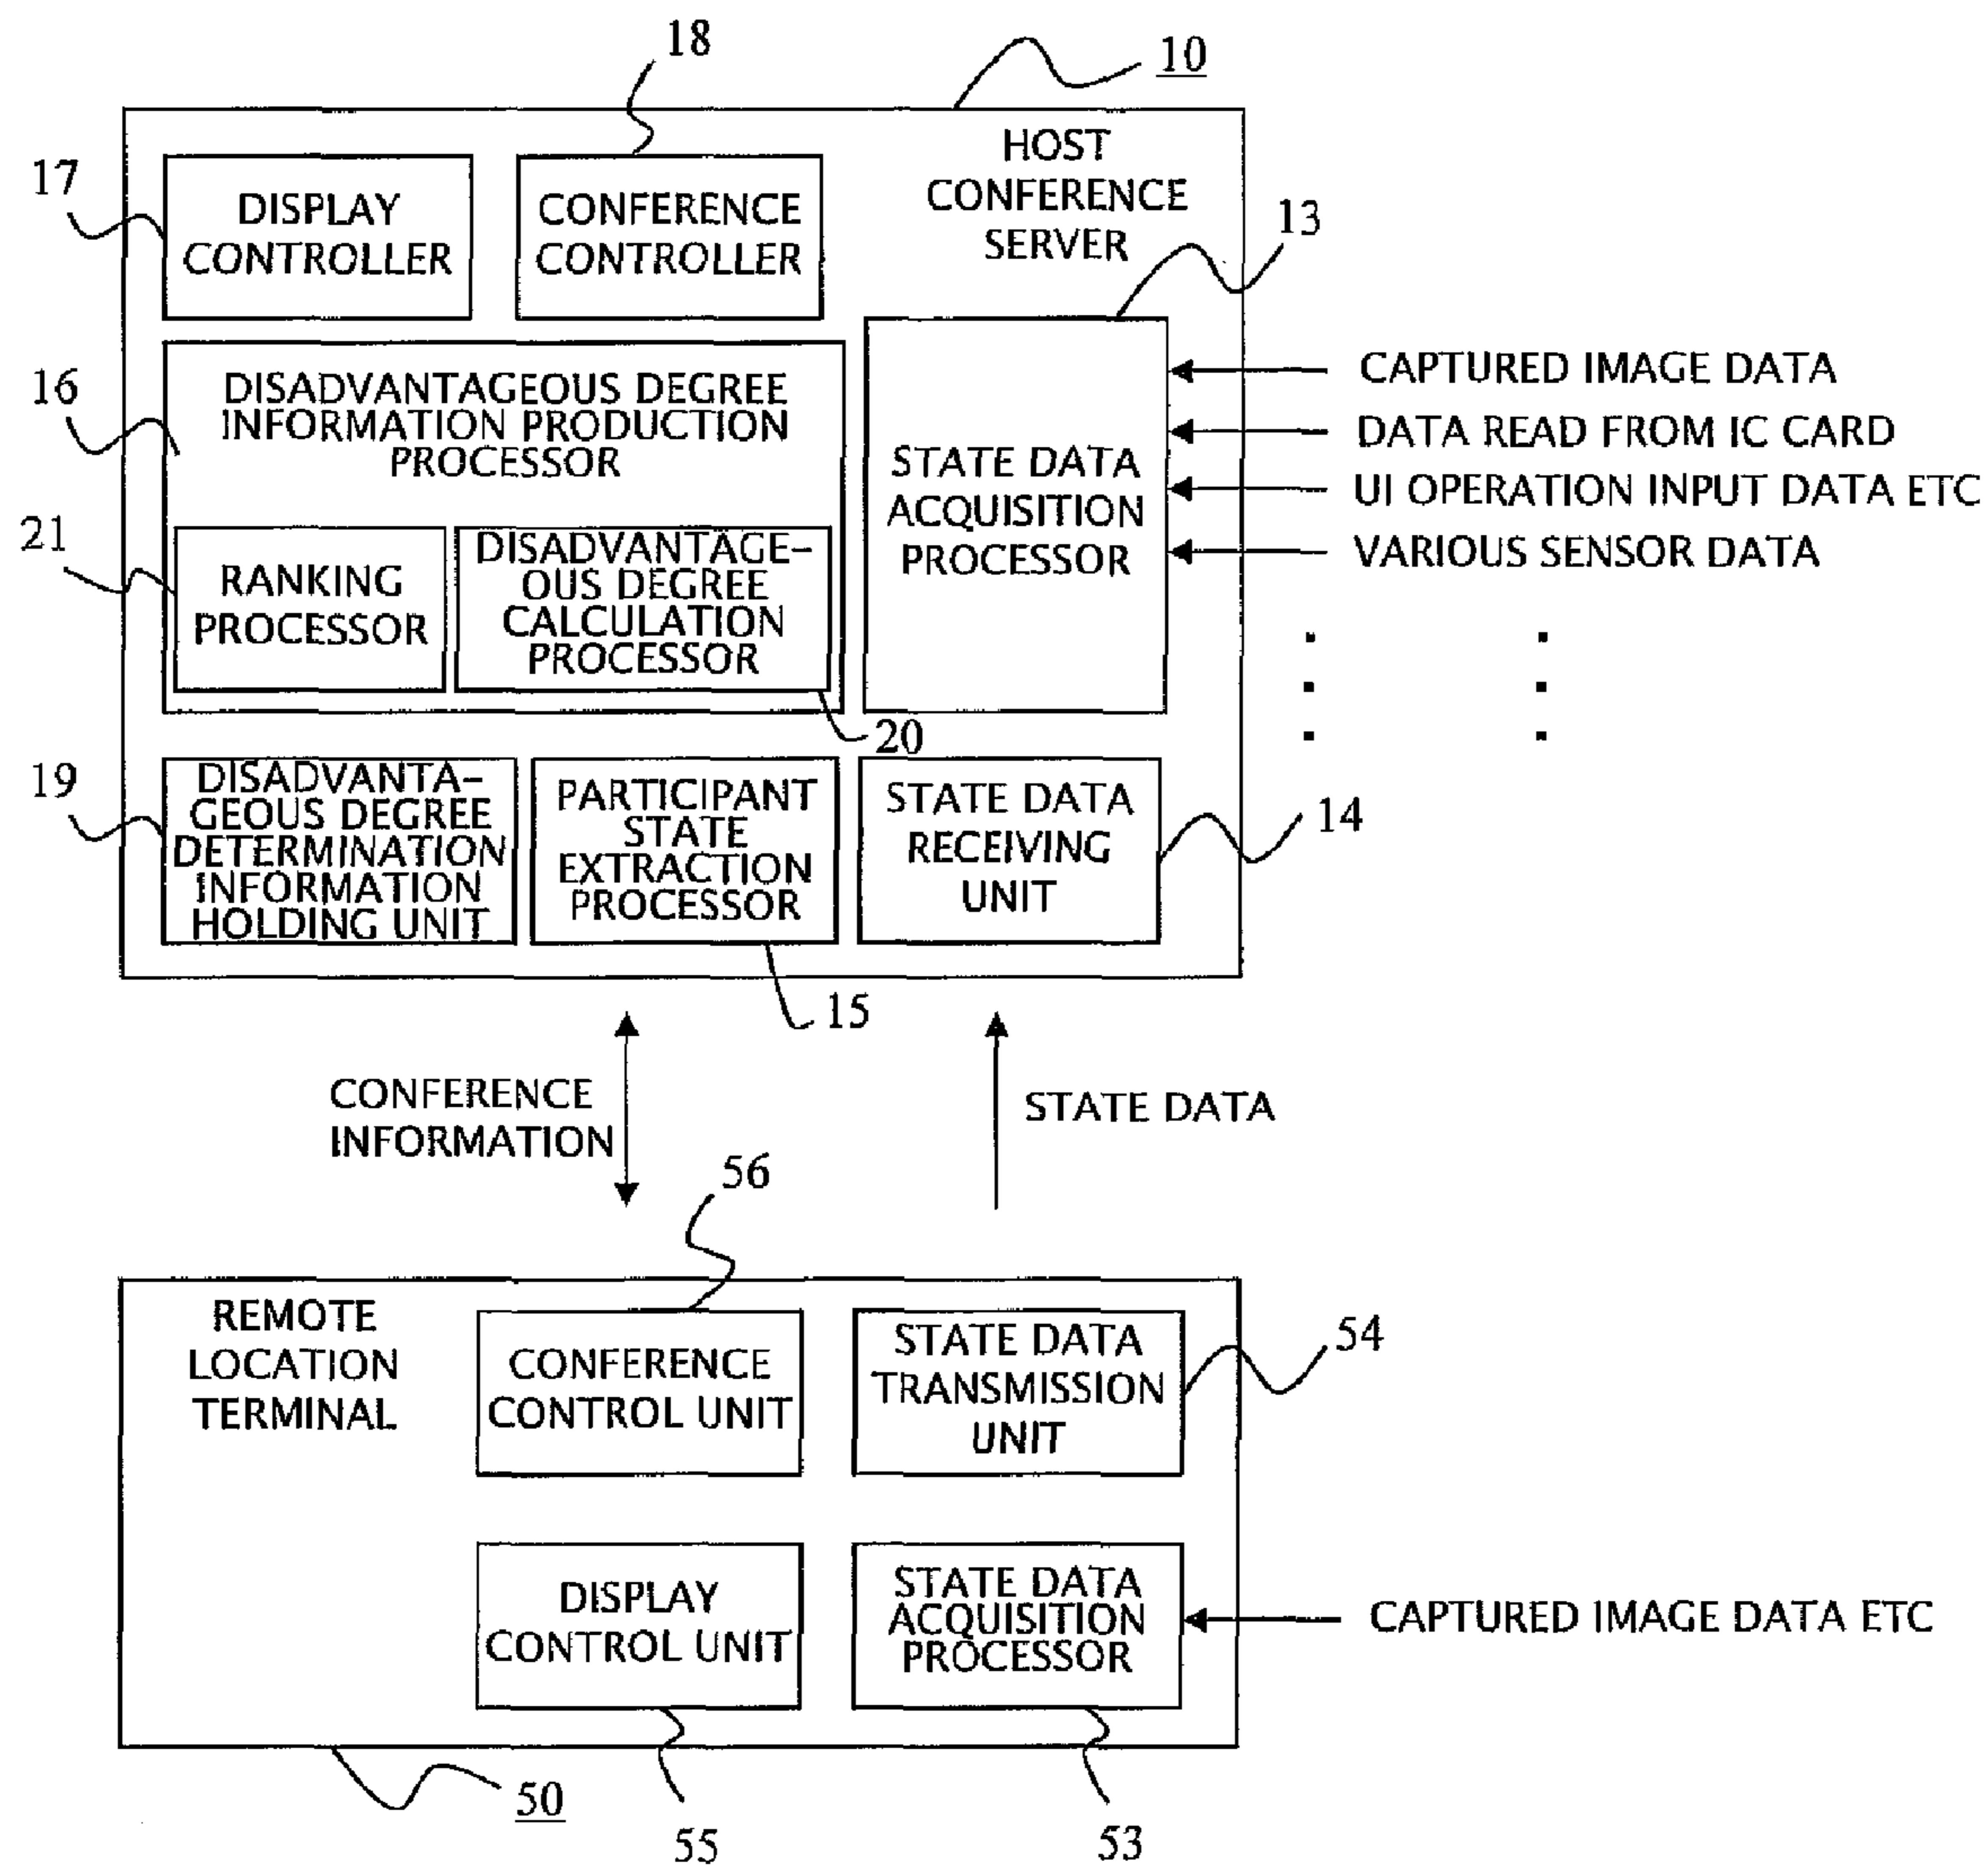 18
10
HOST
CONFERENCE
SERVER
17
DISPLAY
CONTROLLER
CONFERENCE
CONTROLLER
13
16
DISADVANTAGEOUS DEGREE
INFORMATION PRODUCTION
PROCESSOR
STATE DATA
ACQUISITION
PROCESSOR
CAPTURED IMAGE DATA
DATA READ FROM IC CARD
UI OPERATION INPUT DATA ETC
VARIOUS SENSOR DATA
21
RANKING
PROCESSOR
DISADVANTAGE-
OUS DEGREE
CALCULATION
PROCESSOR
20
19
DISADVANTA-
GEOUS DEGREE
DETERMINATION
INFORMATION
HOLDING UNIT
PARTICIPANT
STATE
EXTRACTION
PROCESSOR
STATE DATA
RECEIVING
UNIT
14
15
CONFERENCE
INFORMATION
STATE DATA
56
REMOTE
LOCATION
TERMINAL
CONFERENCE
CONTROL UNIT
STATE DATA
TRANSMISSION
UNIT
54
DISPLAY
CONTROL UNIT
STATE DATA
ACQUISITION
PROCESSOR
CAPTURED IMAGE DATA ETC
50
55
53